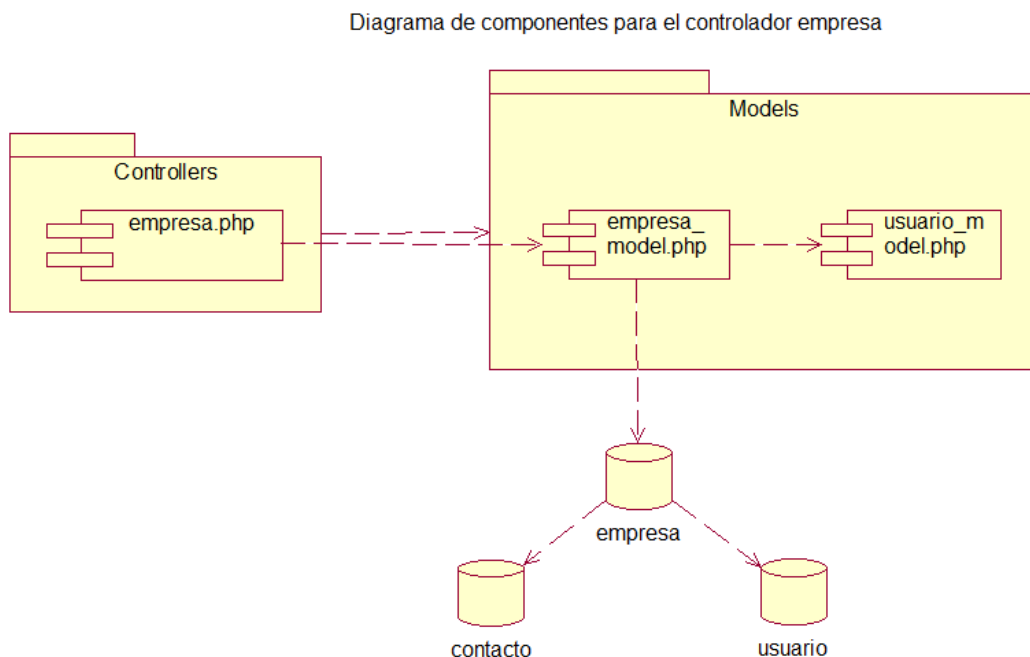 Diagrama de componentes para el controlador empresa
Models
Controllers
empresa.php
empresa_
model.php
usuario_m
odel.php
empresa
contacto
usuario